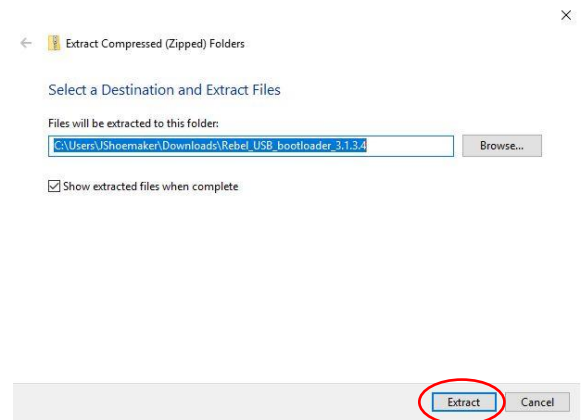 Extract Compressed (Zipped) Folders
Select a Destination and Extract Files
Files will be extracted to this folder:
C:\Users\JShoemaker\Downloads\Rebel_USB_bootloader_3.1.3.4
Browse...
Show extracted files when complete
Extract
Cancel